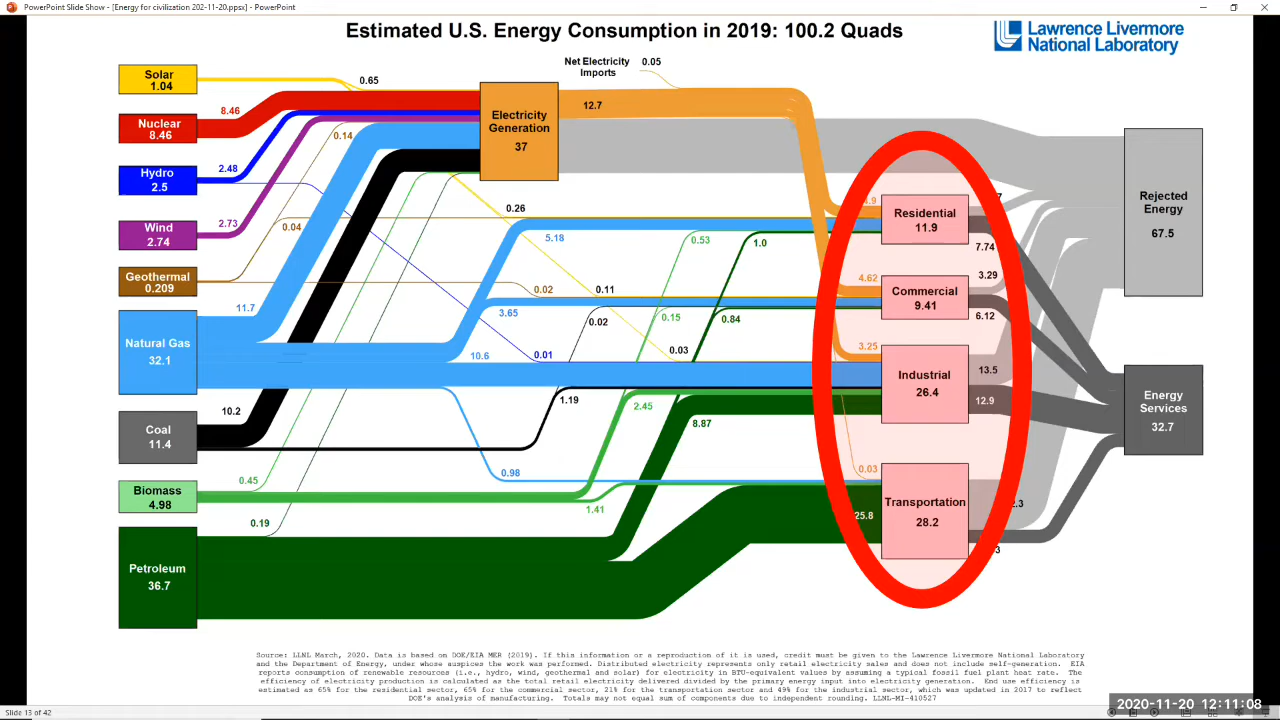 PowerPoint Slide Show - [Energy for civilization 202-11-20.ppsx] - PowerPoint
Estimated U.S. Energy Consumption in 2019: 100.2 Quads
Lawrence Livermore
National Laboratory
Net Electricity
Imports
0.05
Solar
1.04
0.65
12.7
Electricity
Generation
37
Nuclear
8.46
8.46
0.14
Hydro
2.5
2.48
Wind
2.74
2.73
0.04
Geothermal
0.209
0.26
5.18
0.53
1.0
Residential
11.9
7.74
Rejected
Energy
67.5
11.7
0.02
0.11
4.62
3.29
Commercial
9.41
6.12
3.65
0.02
0.15
0.84
Natural Gas
32.1
10.6
0.01
0.03
3.25
Industrial
26.4
13.5
12.9
Energy
Services
32.7
Coal
11.4
10.2
1.19
2.45
8.87
Biomass
4.98
0.45
0.98
1.41
0.03
Transportation
28.2
25.8
Petroleum
36.7
0.19
Source: LLNL March, 2020. Data is based on DOE/EIA MER (2019). If this information or a reproduction of it is used, credit must be given to the Lawrence Livermore National Laboratory
and the Department of Energy, under whose auspices the work was performed. Distributed electricity represents only retail electricity sales and does not include self-generation. EIA
reports consumption of renewable resources (i.e., hydro, wind, geothermal and solar) for electricity in BTU-equivalent values by assuming a typical fossil fuel plant heat rate. The
efficiency of electricity production is calculated as the total retail electricity delivered divided by the primary energy input into electricity generation. End use efficiency is
estimated as 65% for the residential sector, 65% for the commercial sector, 21% for the transportation sector and 49% for the industrial sector, which was updated in 2017 to reflect
DOE's analysis of manufacturing. Totals may not equal sum of components due to independent rounding. LLNL-MI-410527
2020-11-20 12:11:08
Slide 13 of 42